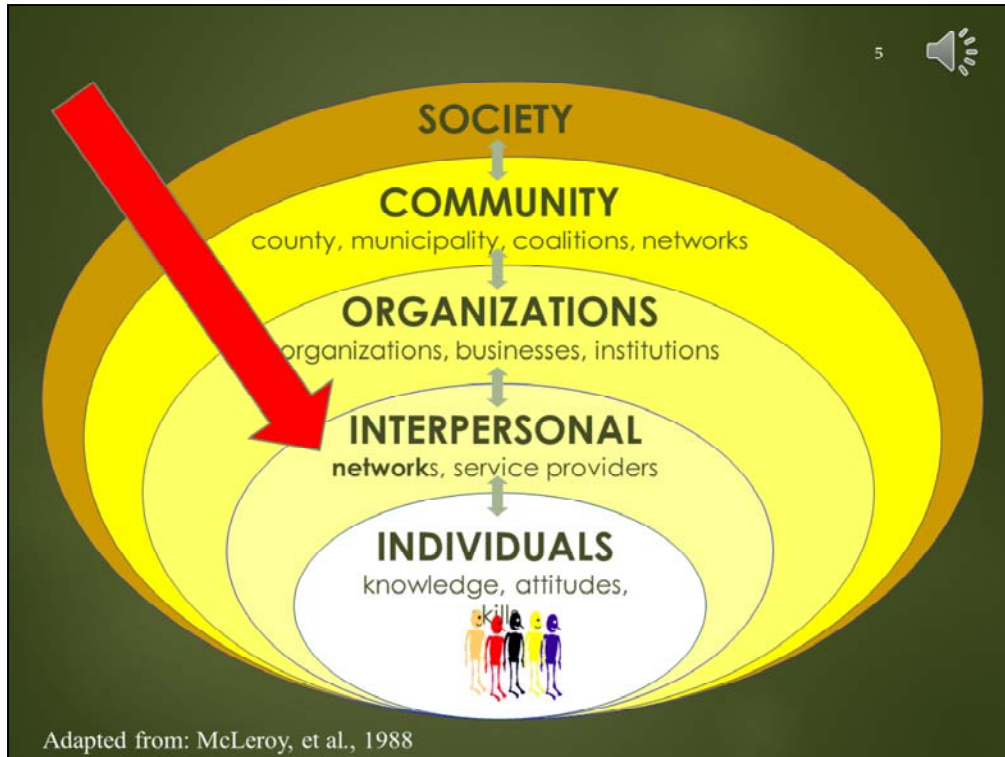 5
SOCIETY
COMMUNITY
county, municipality, coalitions, networks
ORGANIZATIONS
organizations, businesses, institutions
INTERPERSONAL
networks, service providers
INDIVIDUALS
knowledge, attitudes,
skills
Adapted from: McLeroy, et al., 1988